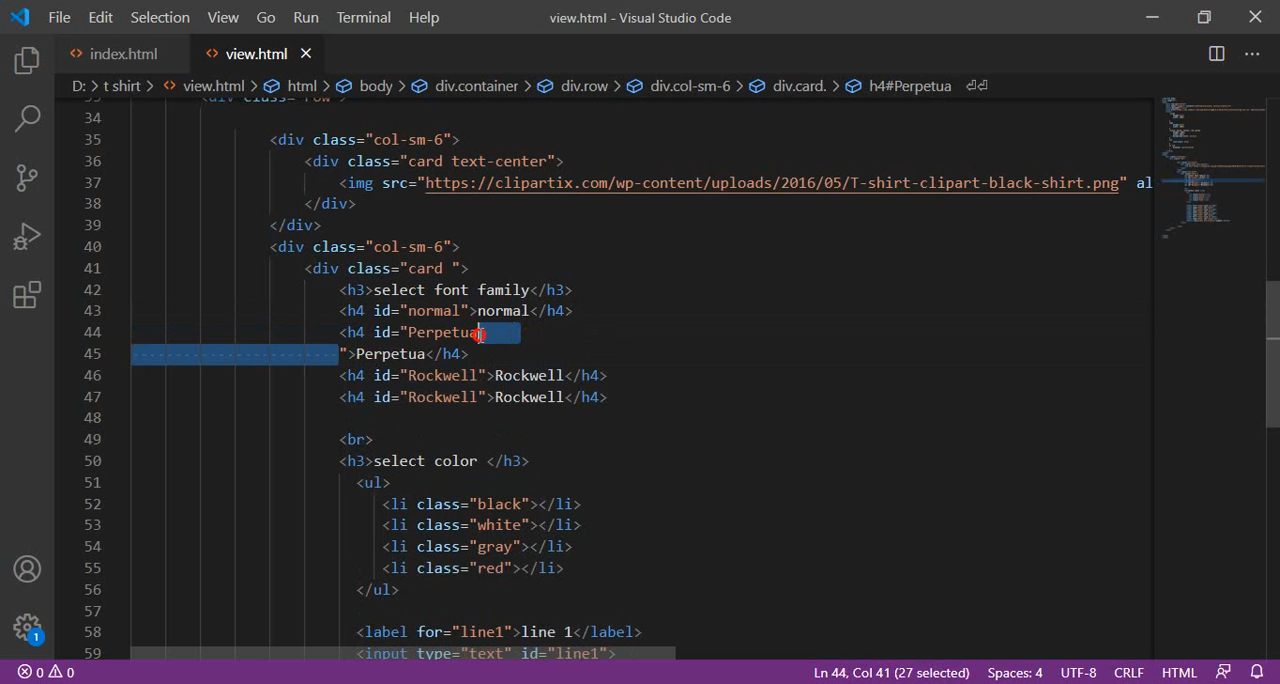 File Edit Selection View Go Run Terminal Help view.html - Visual Studio Code
index.html view.html
D: > t shirt > view.html > html > body > div.container > div.row > div.col-sm-6 > div.card. > h4#Perpetua
34
35 <div class="col-sm-6">
36 <div class="card text-center">
37 <img src="https://clipartix.com/wp-content/uploads/2016/05/T-shirt-clipart-black-shirt.png" al
38 </div>
39 </div>
40 <div class="col-sm-6">
41 <div class="card ">
42 <h3>select font family</h3>
43 <h4 id="normal">normal</h4>
44 <h4 id="Perpetua
45 ">Perpetua</h4>
46 <h4 id="Rockwell">Rockwell</h4>
47 <h4 id="Rockwell">Rockwell</h4>
48
49 <br>
50 <h3>select color </h3>
51 <ul>
52 <li class="black"></li>
53 <li class="white"></li>
54 <li class="gray"></li>
55 <li class="red"></li>
56 </ul>
57
58 <label for="line1">line 1</label>
59 <input type="text" id="line1">
1
0 0 Ln 44, Col 41 (27 selected) Spaces: 4 UTF-8 CRLF HTML